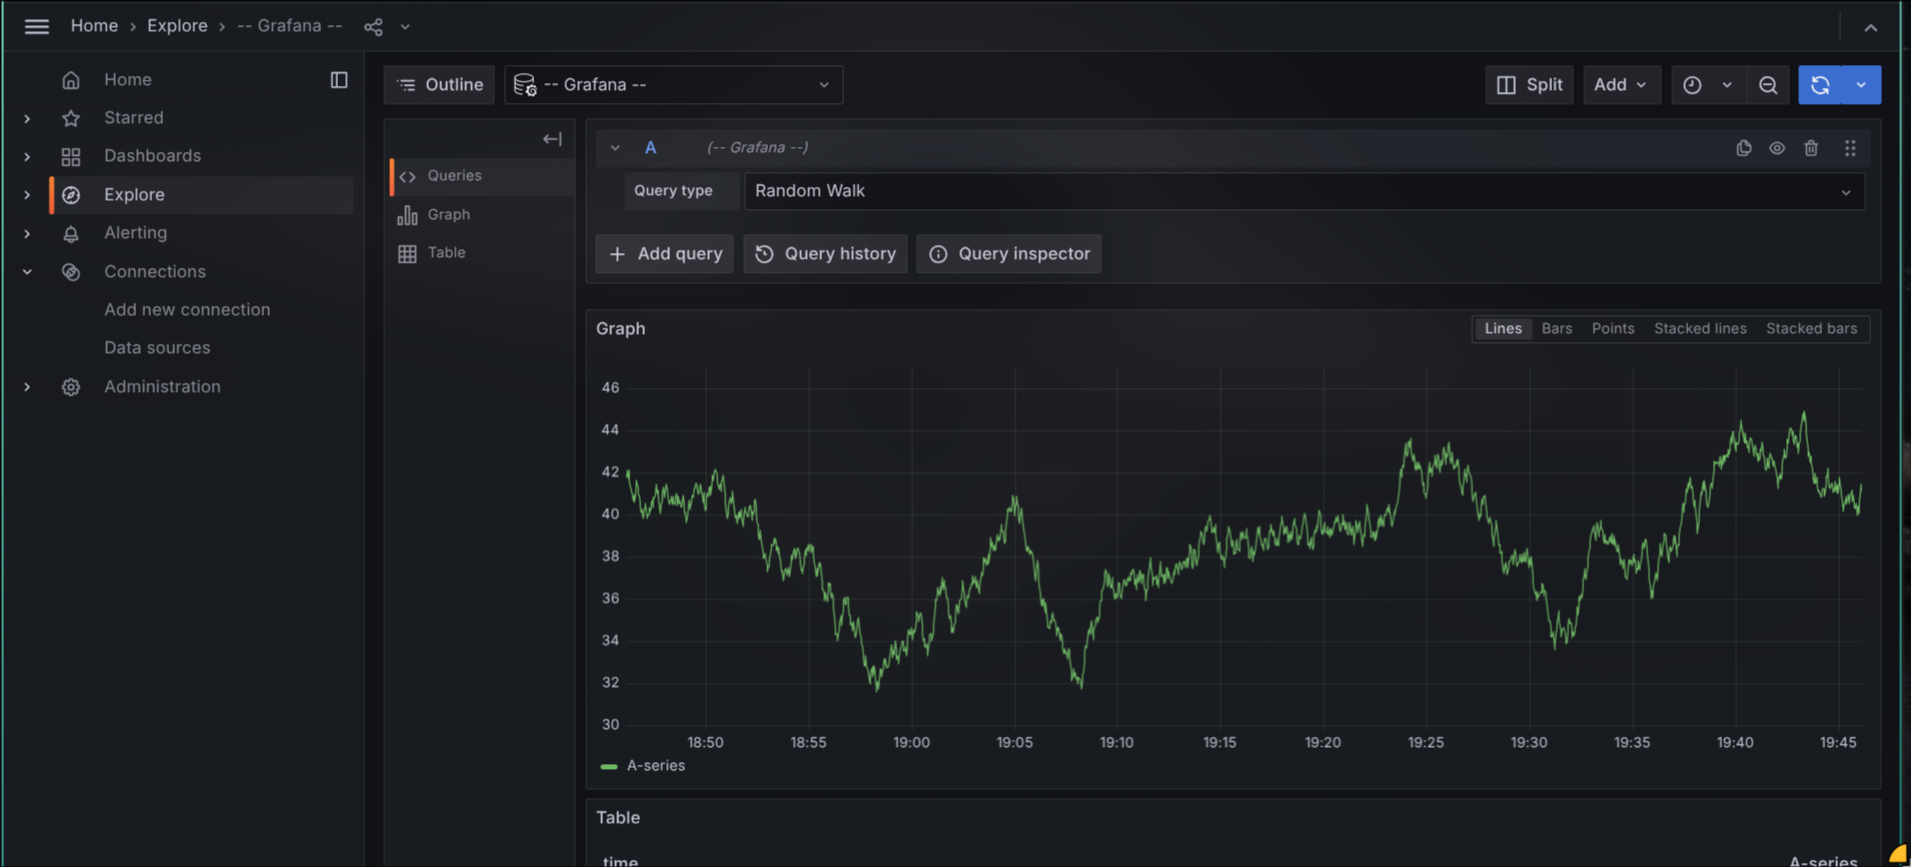 Home › Explore › -- Grafana --
Home
Starred
Dashboards
Explore
Alerting
Connections
Add new connection
Data sources
Administration
Outline
-- Grafana --
Split
Add
Queries
Graph
Table
A (-- Grafana --)
Query type
Random Walk
+ Add query
Query history
Query inspector
Graph
Lines Bars Points Stacked lines Stacked bars
46
44
42
40
38
36
34
32
30
18:50 18:55 19:00 19:05 19:10 19:15 19:20 19:25 19:30 19:35 19:40 19:45
A-series
Table
time A-series